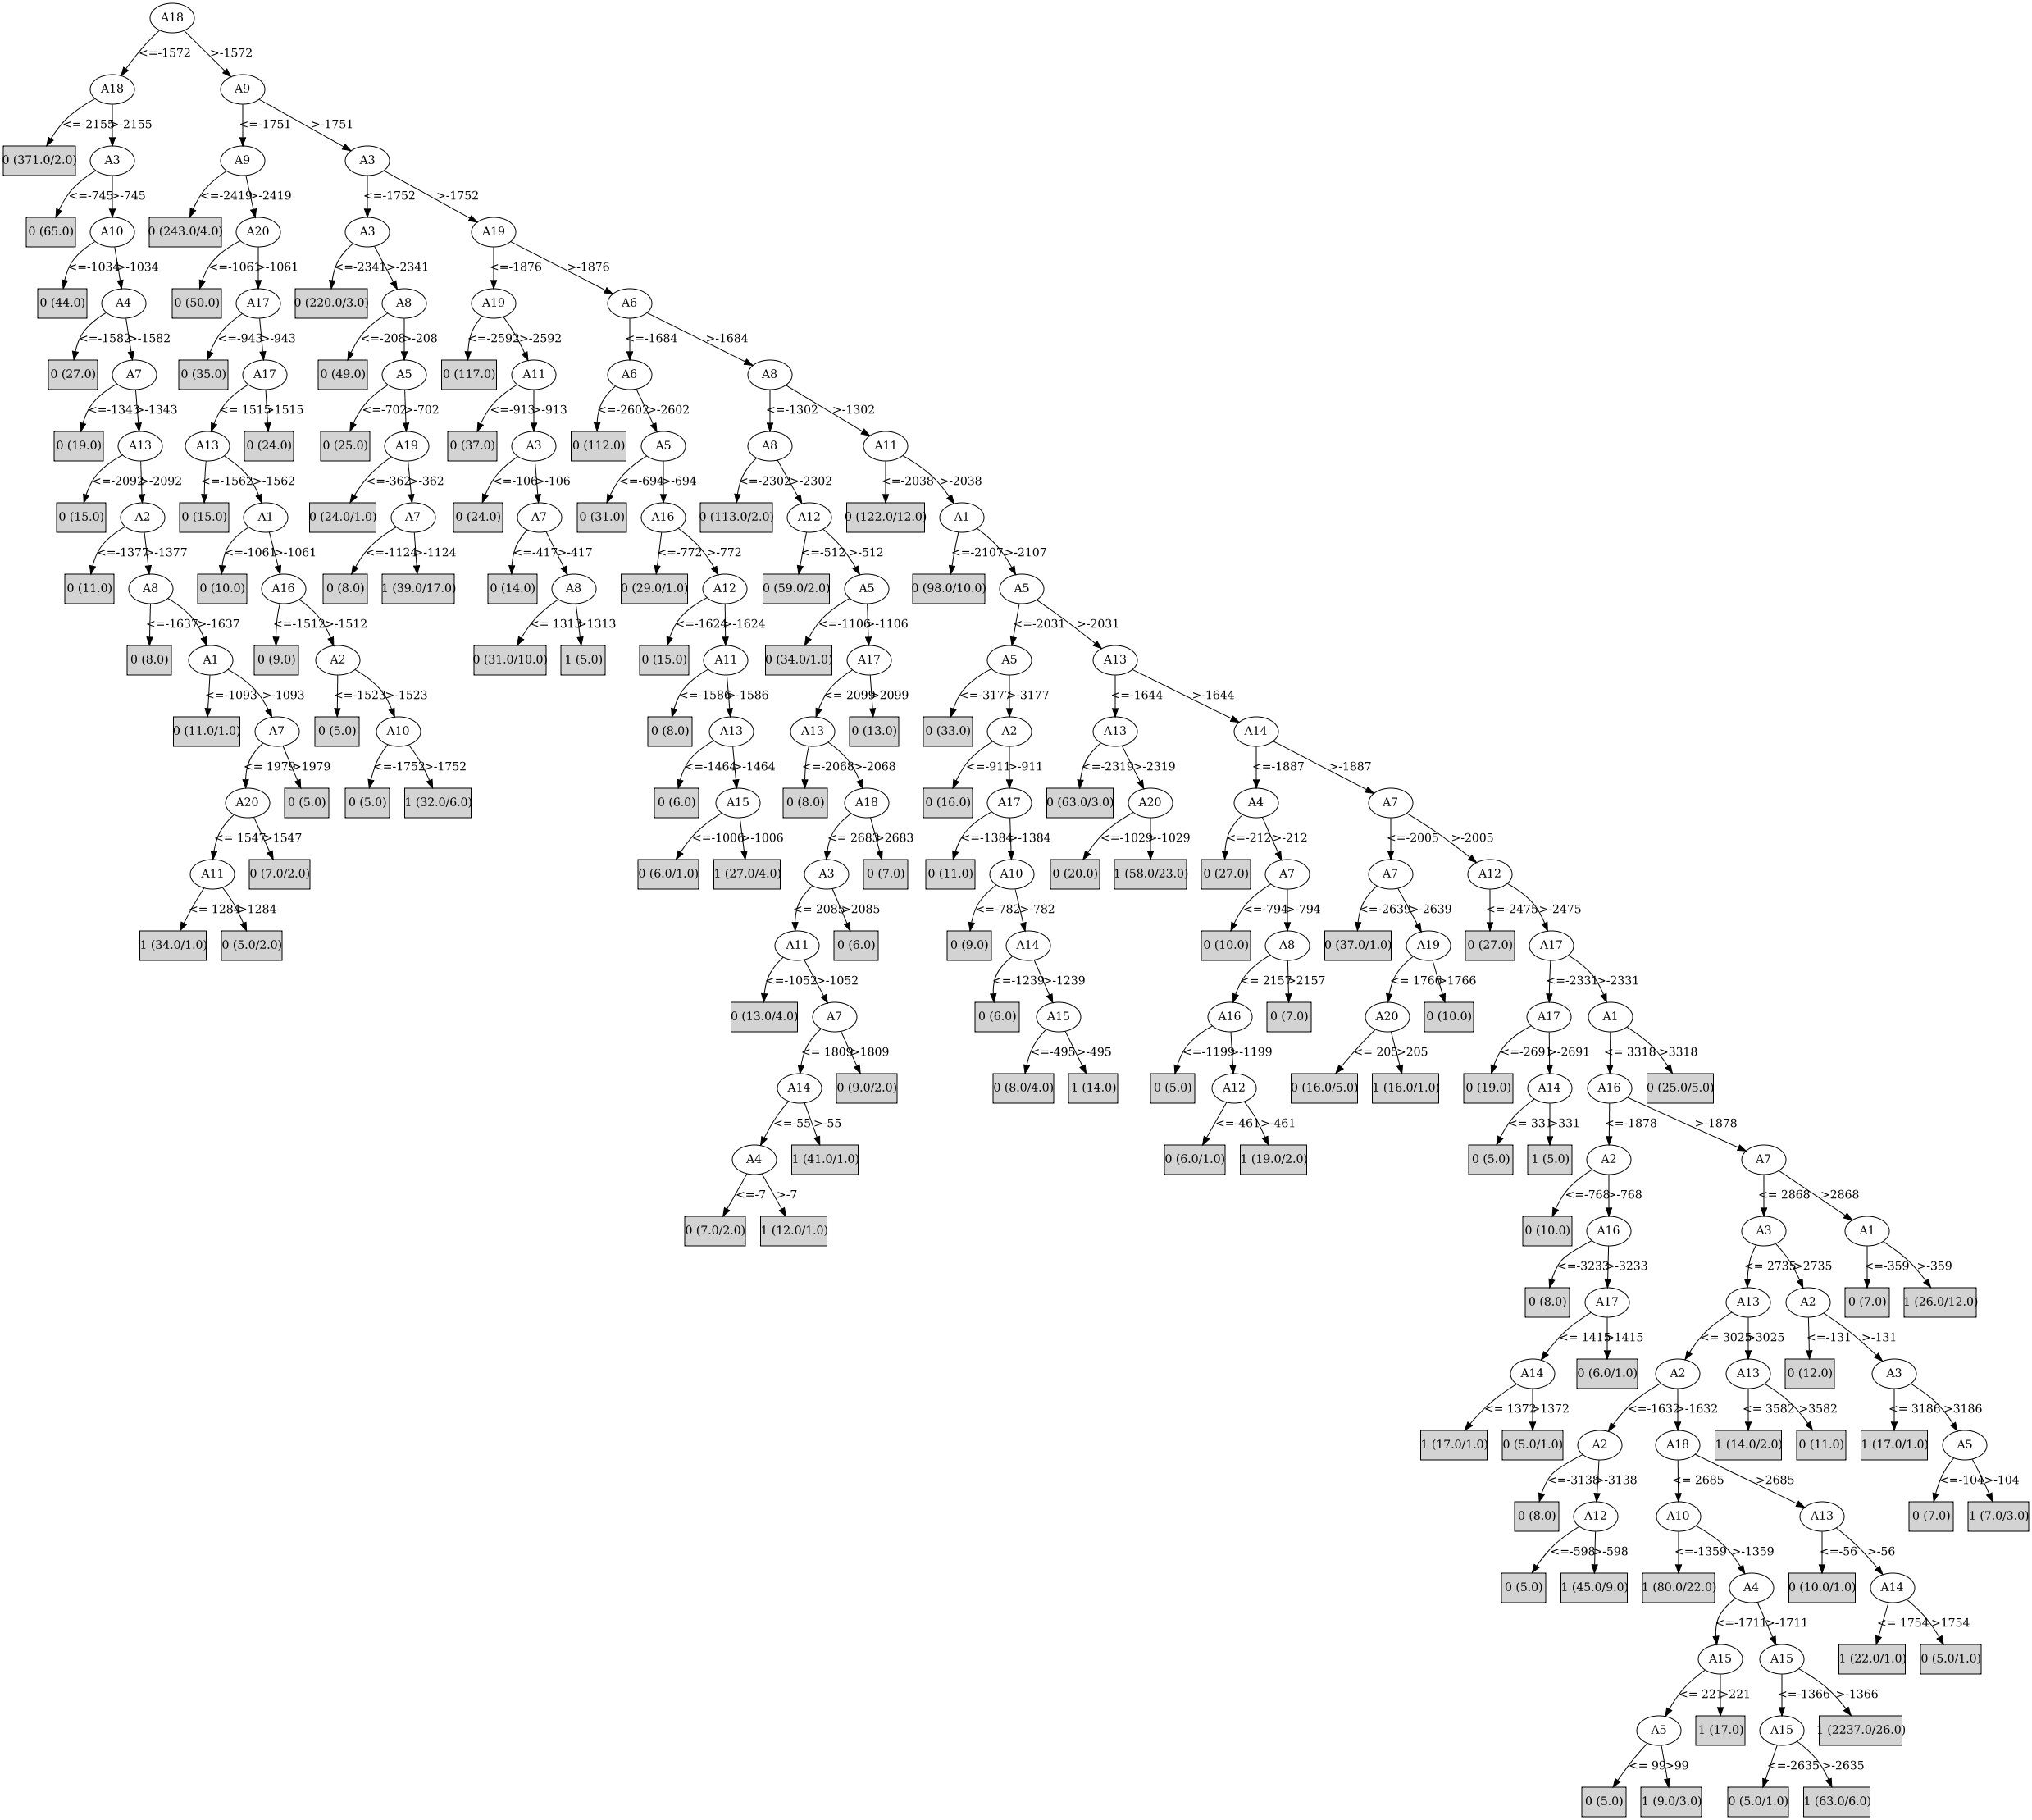 A18
<=-1572 >-1572
A18 A9
<=-2155 >-2155 <=-1751 >-1751
0 (371.0/2.0) A3 A9 A3
<=-745 >-745 <=-2419 >-2419 <=-1752 >-1752
0 (65.0) A10 0 (243.0/4.0) A20 A3 A19
<=-1034 >-1034 <=-1061 >-1061 <=-2341 >-2341 <=-1876 >-1876
0 (44.0) A4 0 (50.0) A17 0 (220.0/3.0) A8 A19 A6
<=-1582 >-1582 <=-943 >-943 <=-208 >-208 <=-2592 >-2592 <=-1684 >-1684
0 (27.0) A7 0 (35.0) A17 0 (49.0) A5 0 (117.0) A11 A6 A8
<=-1343 >-1343 <= 1515 >1515 <=-702 >-702 <=-913 >-913 <=-2602 >-2602 <=-1302 >-1302
0 (19.0) A13 A13 0 (24.0) 0 (25.0) A19 0 (37.0) A3 0 (112.0) A5 A8 A11
<=-2092 >-2092 <=-1562 >-1562 <=-362 >-362 <=-106 >-106 <=-694 >-694 <=-2302 >-2302 <=-2038 >-2038
0 (15.0) A2 0 (15.0) A1 0 (24.0/1.0) A7 0 (24.0) A7 0 (31.0) A16 0 (113.0/2.0) A12 0 (122.0/12.0) A1
<=-1377 >-1377 <=-1061 >-1061 <=-1124 >-1124 <=-417 >-417 <=-772 >-772 <=-512 >-512 <=-2107 >-2107
0 (11.0) A8 0 (10.0) A16 0 (8.0) 1 (39.0/17.0) 0 (14.0) A8 0 (29.0/1.0) A12 0 (59.0/2.0) A5 0 (98.0/10.0) A5
<=-1637 >-1637 <=-1512 >-1512 <= 1313 >1313 <=-1624 >-1624 <=-1106 >-1106 <=-2031 >-2031
0 (8.0) A1 0 (9.0) A2 0 (31.0/10.0) 1 (5.0) 0 (15.0) A11 0 (34.0/1.0) A17 A5 A13
<=-1093 >-1093 <=-1523 >-1523 <=-1586 >-1586 <= 2099 >2099 <=-3177 >-3177 <=-1644 >-1644
0 (11.0/1.0) A7 0 (5.0) A10 0 (8.0) A13 A13 0 (13.0) 0 (33.0) A2 A13 A14
<= 1979 >1979 <=-1752 >-1752 <=-1464 >-1464 <=-2068 >-2068 <=-911 >-911 <=-2319 >-2319 <=-1887 >-1887
A20 0 (5.0) 0 (5.0) 1 (32.0/6.0) 0 (6.0) A15 0 (8.0) A18 0 (16.0) A17 0 (63.0/3.0) A20 A4 A7
<= 1547 >1547 <=-1006 >-1006 <= 2683 >2683 <=-1384 >-1384 <=-1029 >-1029 <=-212 >-212 <=-2005 >-2005
A11 0 (7.0/2.0) 0 (6.0/1.0) 1 (27.0/4.0) A3 0 (7.0) 0 (11.0) A10 0 (20.0) 1 (58.0/23.0) 0 (27.0) A7 A7 A12
<= 1284 >1284 <= 2085 >2085 <=-782 >-782 <=-794 >-794 <=-2639 >-2639 <=-2475 >-2475
1 (34.0/1.0) 0 (5.0/2.0) A11 0 (6.0) 0 (9.0) A14 0 (10.0) A8 0 (37.0/1.0) A19 0 (27.0) A17
<=-1052 >-1052 <=-1239 >-1239 <= 2157 >2157 <= 1766 >1766 <=-2331 >-2331
0 (13.0/4.0) A7 0 (6.0) A15 A16 0 (7.0) A20 0 (10.0) A17 A1
<= 1809 >1809 <=-495 >-495 <=-1199 >-1199 <= 205 >205 <=-2691 >-2691 <= 3318 >3318
A14 0 (9.0/2.0) 0 (8.0/4.0) 1 (14.0) 0 (5.0) A12 0 (16.0/5.0) 1 (16.0/1.0) 0 (19.0) A14 A16 0 (25.0/5.0)
<=-55 >-55 <=-461 >-461 <= 331 >331 <=-1878 >-1878
A4 1 (41.0/1.0) 0 (6.0/1.0) 1 (19.0/2.0) 0 (5.0) 1 (5.0) A2 A7
<=-7 >-7 <=-768 >-768 <= 2868 >2868
0 (7.0/2.0) 1 (12.0/1.0) 0 (10.0) A16 A3 A1
<=-3233 >-3233 <= 2735 >2735 <=-359 >-359
0 (8.0) A17 A13 A2 0 (7.0) 1 (26.0/12.0)
<= 1415 >1415 <= 3025 >3025 <=-131 >-131
A14 0 (6.0/1.0) A2 A13 0 (12.0) A3
<= 1372 >1372 <=-1632 >-1632 <= 3582 >3582 <= 3186 >3186
1 (17.0/1.0) 0 (5.0/1.0) A2 A18 1 (14.0/2.0) 0 (11.0) 1 (17.0/1.0) A5
<=-3138 >-3138 <= 2685 >2685 <=-104 >-104
0 (8.0) A12 A10 A13 0 (7.0) 1 (7.0/3.0)
<=-598 >-598 <=-1359 >-1359 <=-56 >-56
0 (5.0) 1 (45.0/9.0) 1 (80.0/22.0) A4 0 (10.0/1.0) A14
<=-1711 >-1711 <= 1754 >1754
A15 A15 1 (22.0/1.0) 0 (5.0/1.0)
<= 221 >221 <=-1366 >-1366
A5 1 (17.0) A15 1 (2237.0/26.0)
<= 99 >99 <=-2635 >-2635
0 (5.0) 1 (9.0/3.0) 0 (5.0/1.0) 1 (63.0/6.0)